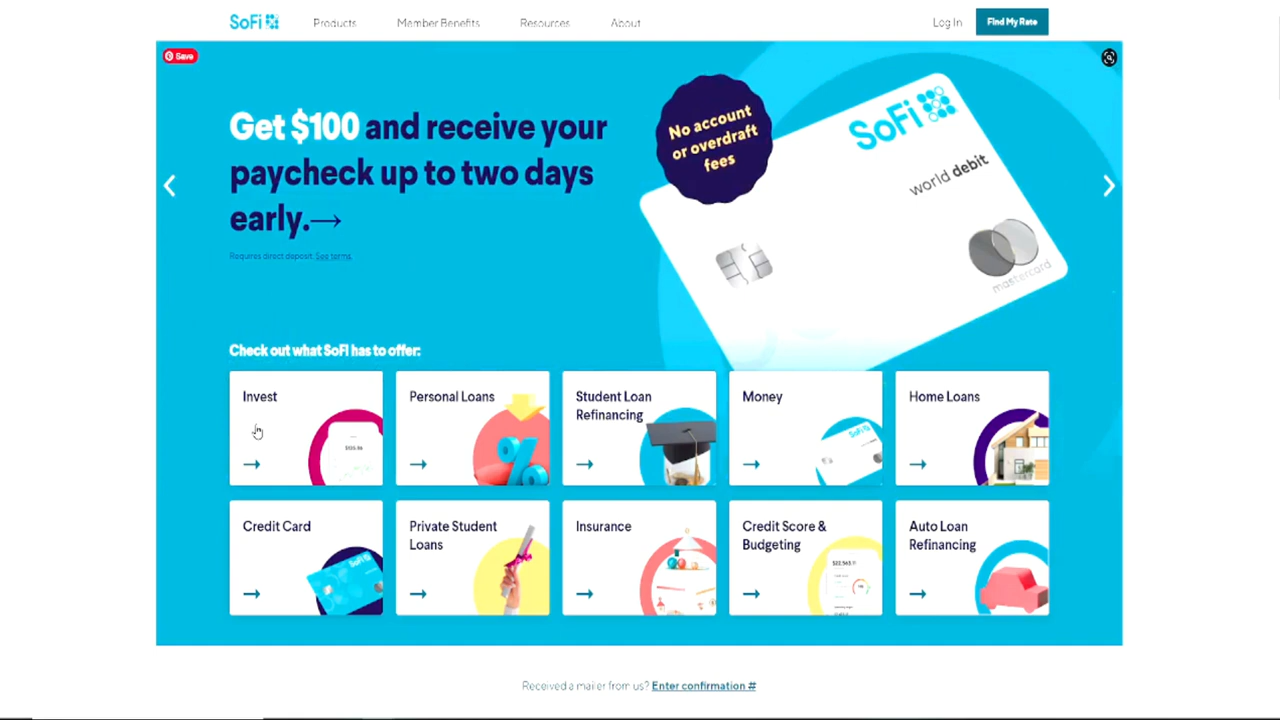 SoFi
Products
Member Benefits
Resources
About
Log In
Find My Rate
Save
Get $100 and receive your
paycheck up to two days
early.→
Requires direct deposit. See terms.
No account
or overdraft
fees
SoFi
world debit
mastercard
Check out what SoFi has to offer:
Invest
Personal Loans
Student Loan
Refinancing
Money
SoFi
Home Loans
Credit Card
SoFi
Private Student
Loans
Insurance
Credit Score &
Budgeting
Auto Loan
Refinancing
Received a mailer from us? Enter confirmation #